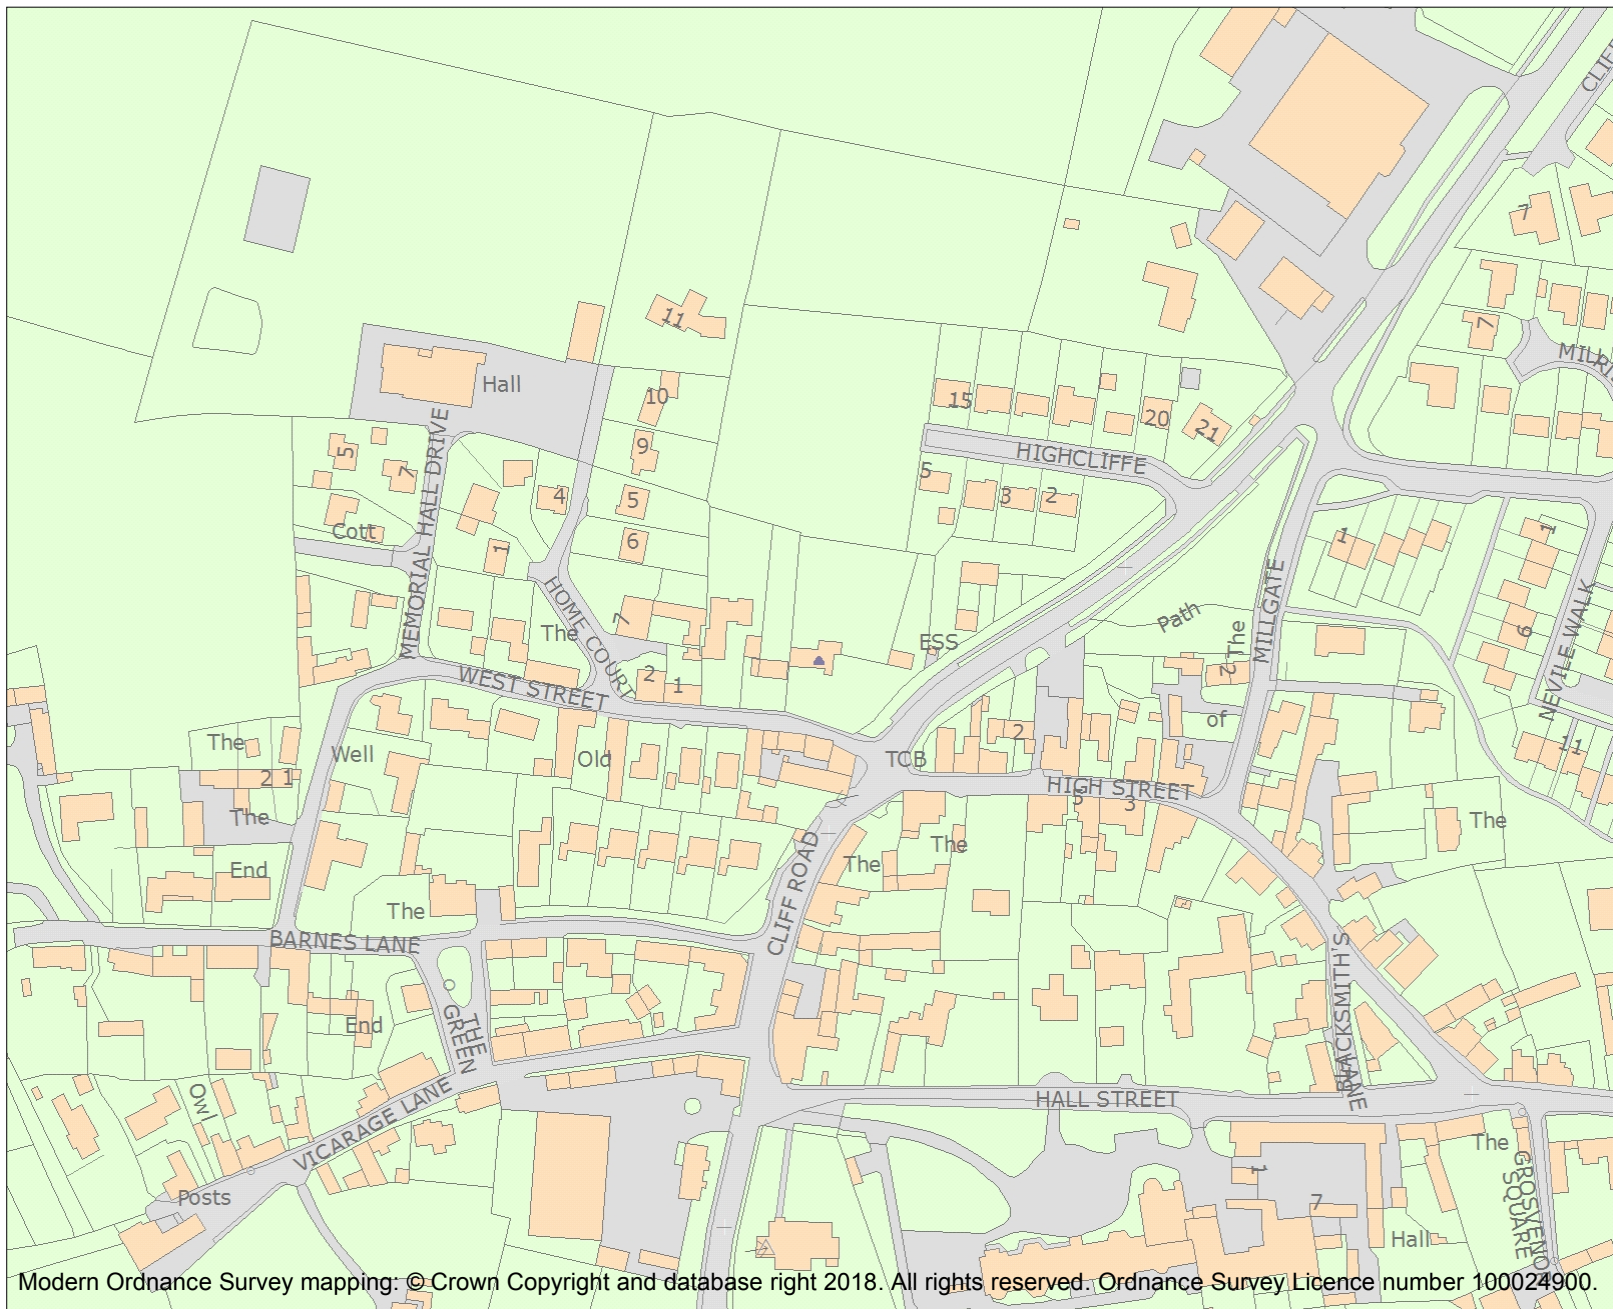 CLIFF
7
11
7
MILLRI
Hall
10
15
20
21
9
HIGHCLIFFE
5
7
5
3
2
4
5
1
1
Cott
6
1
MEMORIAL HALL DRIVE
HOME COURT
7
The
ESS
Path
The
2
MILLGATE
9
NEVILE WALK
WEST STREET
2
1
The
Well
Old
TCB
2
of
11
2 1
The
HIGH STREET
5
3
The
The
The
End
CLIFF ROAD
The
BARNES LANE
BLACKSMITH'S
LANE
End
THE
GREEN
Owl
VICARAGE LANE
HALL STREET
The
1
GROSVENOR
SQUARE
Posts
7
Hall
Modern Ordnance Survey mapping: © Crown Copyright and database right 2018. All rights reserved. Ordnance Survey Licence number 100024900.